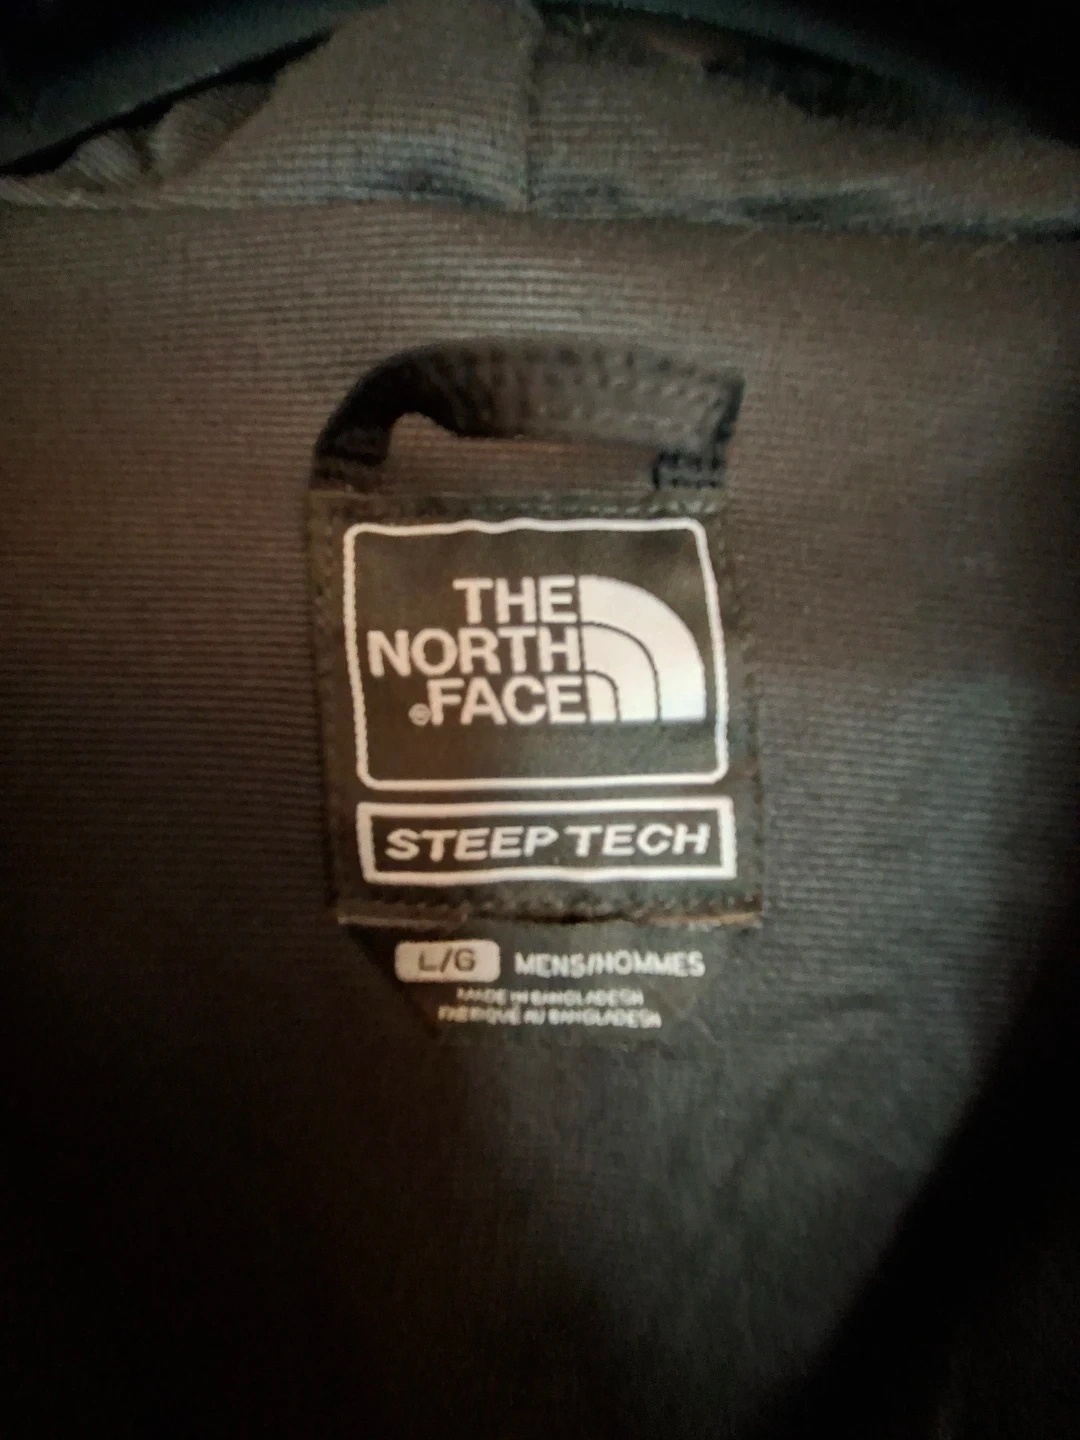 THE
NORTH
®FACE
STEEP TECH
L/G MENS/HOMMES
MADE IN BANGLADESH
FABRIQUÉ AU BANGLADESH